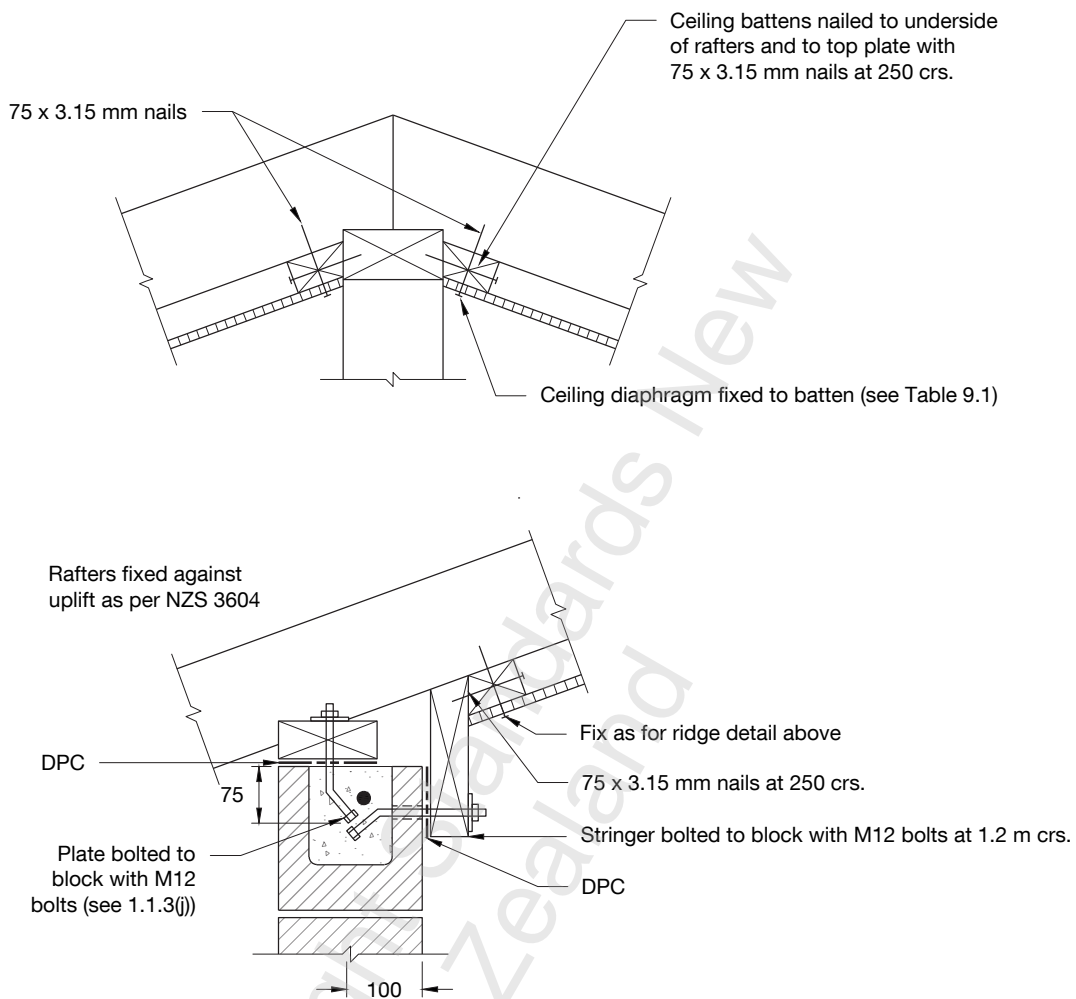 Ceiling battens nailed to underside
of rafters and to top plate with
75 x 3.15 mm nails at 250 crs.
75 x 3.15 mm nails
Ceiling diaphragm fixed to batten (see Table 9.1)
Rafters fixed against
uplift as per NZS 3604
Fix as for ridge detail above
DPC
75
75 x 3.15 mm nails at 250 crs.
Stringer bolted to block with M12 bolts at 1.2 m crs.
Plate bolted to
block with M12
bolts (see 1.1.3(j))
DPC
100
ght Standards New
Zealand